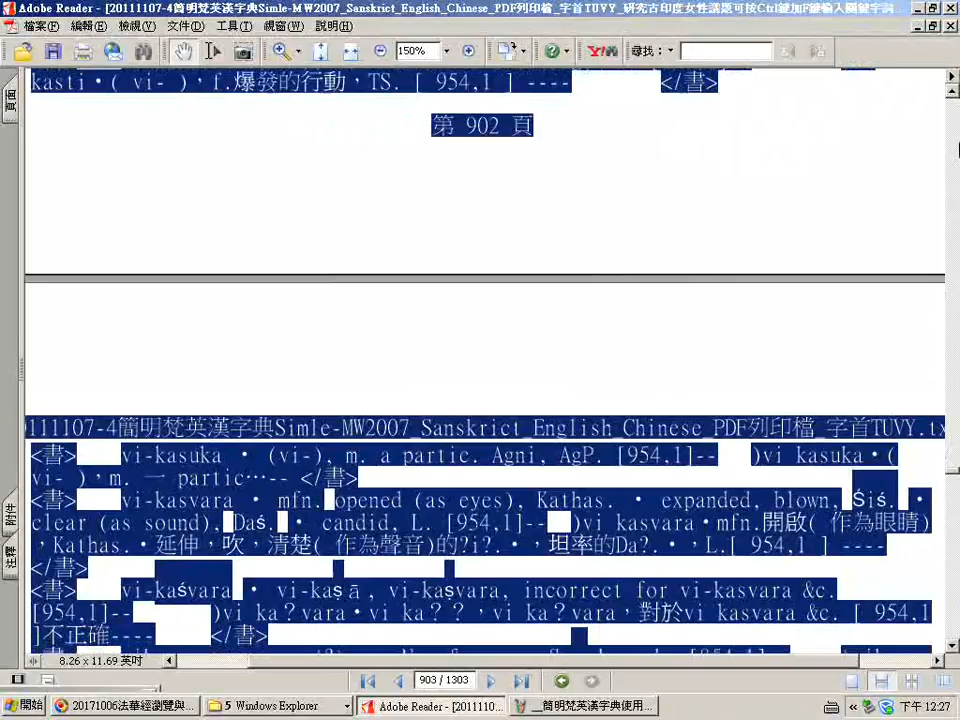 Adobe Reader - [20111107-4簡明梵英漢字典Simle-MW2007_Sanskrict_English_Chinese_PDF列印檔_字首TUVY_研究古印度女性議題可按Ctrl鍵加F鍵輸入關鍵字詞...
檔案(F) 編輯(E) 檢視(V) 文件(D) 工具(T) 視窗(W) 說明(H)
150% 尋找：
頁面
kasti‧( vi- )，f.爆發的行動，TS. [ 954,1 ] ---- </書>
第 902 頁
111107-4簡明梵英漢字典Simle-MW2007_Sanskrict_English_Chinese_PDF列印檔_字首TUVY.tx
<書> vi-kasuka ‧ (vi-), m. a partic. Agni, AgP. [954,1]-- )vi kasuka‧(
vi- )，m. 一 partic…-- </書>
<書> vi-kasvara ‧ mfn. opened (as eyes), Kathas. ‧ expanded, blown, Śiś. ‧
clear (as sound), Daś. ‧ candid, L. [954,1]-- )vi kasvara‧mfn.開啟( 作為眼睛)
，Kathas.‧延伸，吹，清楚( 作為聲音)的?i?.‧，坦率的Da?.‧，L.[ 954,1 ] ----
</書>
<書> vi-kaśvara ‧ vi-kaṣā, vi-kaṣvara, incorrect for vi-kasvara &c.
[954,1]-- )vi ka？vara‧vi ka？？，vi ka？vara，對於vi kasvara &c. [ 954,1
]不正確---- </書>
附件
註釋
8.26 x 11.69 英吋
903 / 1303
開始 20171006法華經瀏覽與... 5 Windows Explorer Adobe Reader - [2011110... __簡明梵英漢字典使用... 下午 12:27